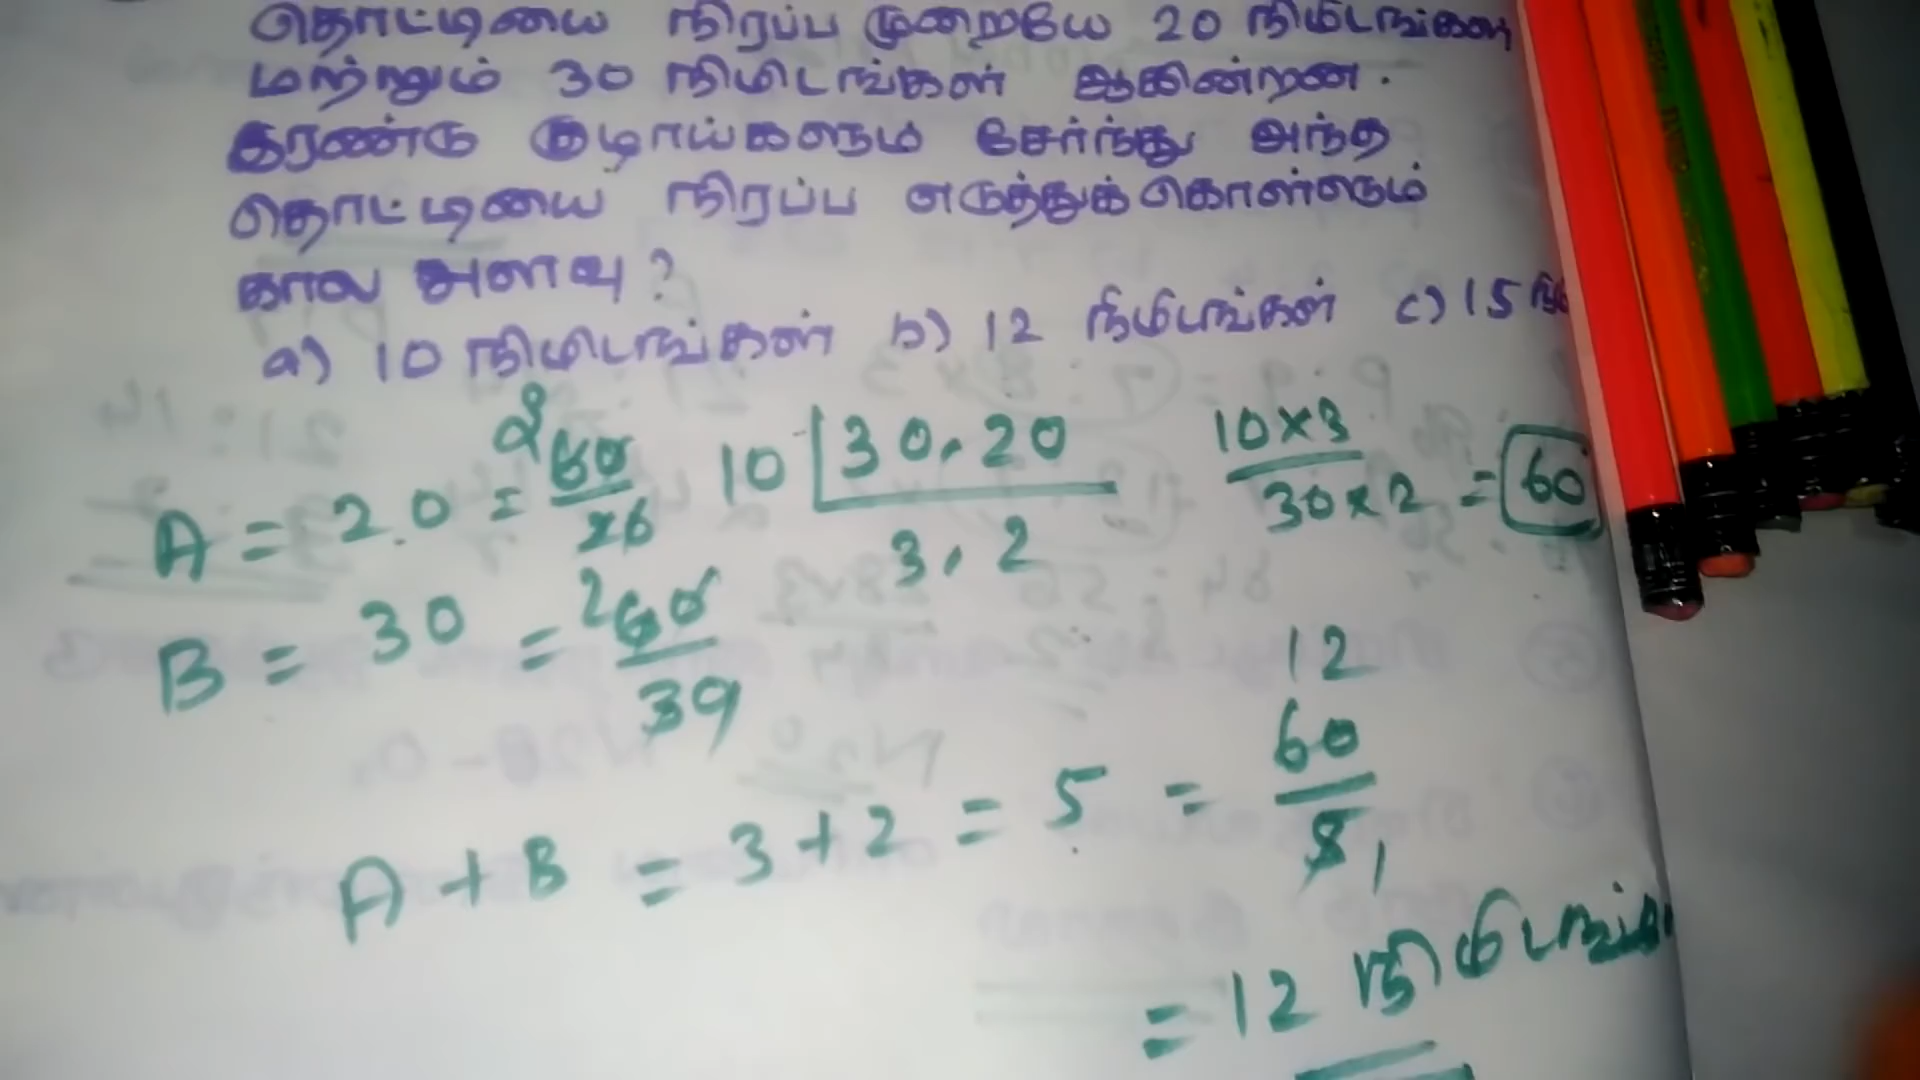 தொட்டியை நிரப்ப முறையே 20 நிமிடங்கள்
மற்றும் 30 நிமிடங்கள் ஆகின்றன.
இரண்டு குழாய்களும் சேர்ந்து அந்த
தொட்டியை நிரப்ப எடுத்துக்கொள்ளும்
கால அளவு?
a) 10 நிமிடங்கள் b) 12 நிமிடங்கள் c) 15
A = 20 = 60/20
10 | 30, 20
3, 2
10×3
30×2 = 60
B = 30 = 2 60/30
12
A + B = 3+2 = 5 = 60/5 1
= 12 நிமிடங்க